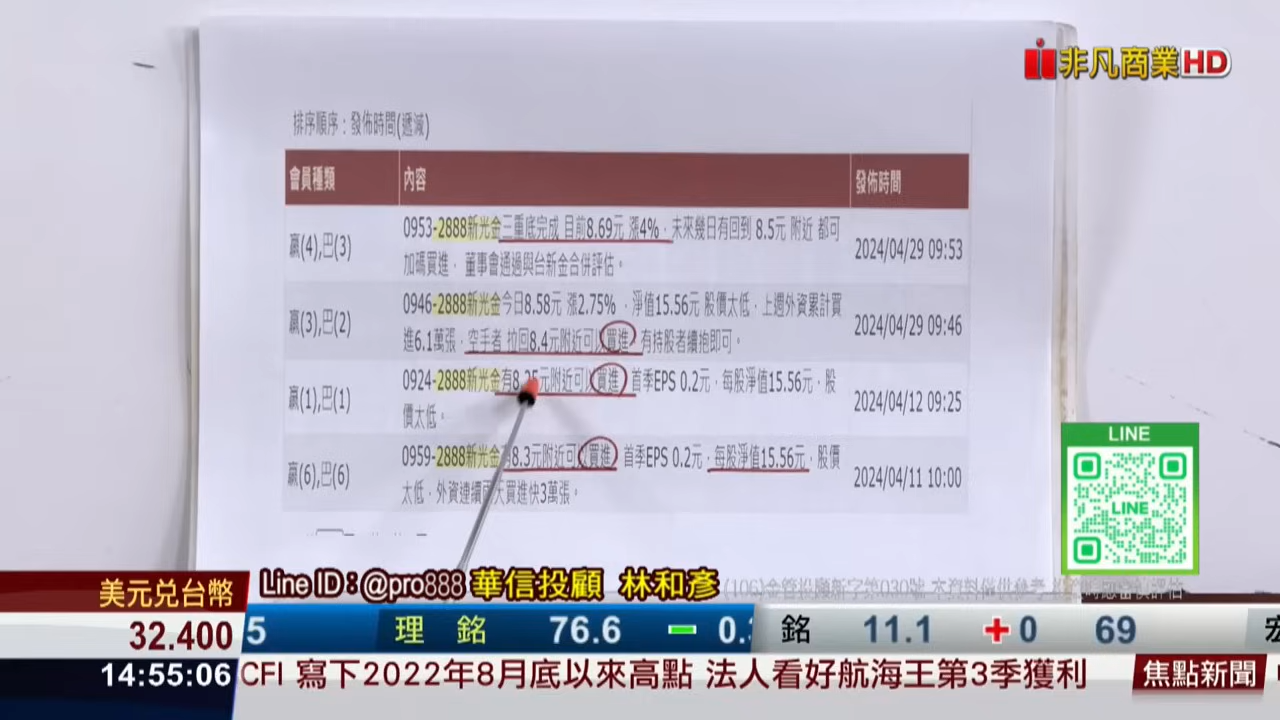 非凡商業HD
排序順序：發佈時間(遞減)
會員種類 內容 發佈時間
贏(4),巴(3)
0953-2888新光金三重底完成 目前8.69元 漲4%，未來幾日有回到 8.5元 附近 都可
加碼買進， 董事會通過與台新金合併評估。
2024/04/29 09:53
贏(3),巴(2)
0946-2888新光金今日8.58元 漲2.75% ，淨值15.56元 股價太低，上週外資累計買
進6.1萬張，空手者 拉回8.4元附近可以買進，有持股者續抱即可。
2024/04/29 09:46
贏(1),巴(1)
0924-2888新光金有8.25元附近可以買進 首季EPS 0.2元，每股淨值15.56元，股
價太低。
2024/04/12 09:25
贏(6),巴(6)
0959-2888新光金 8.3元附近可以買進 首季EPS 0.2元，每股淨值15.56元，股價
太低，外資連續兩天買進快3萬張。
2024/04/11 10:00
LINE
LINE
Line ID：@pro888 華信投顧 林和彥
美元兌台幣
32.400
5 理銘 76.6 0. 銘 11.1 0 69
14:55:06
CFI 寫下2022年8月底以來高點 法人看好航海王第3季獲利
焦點新聞